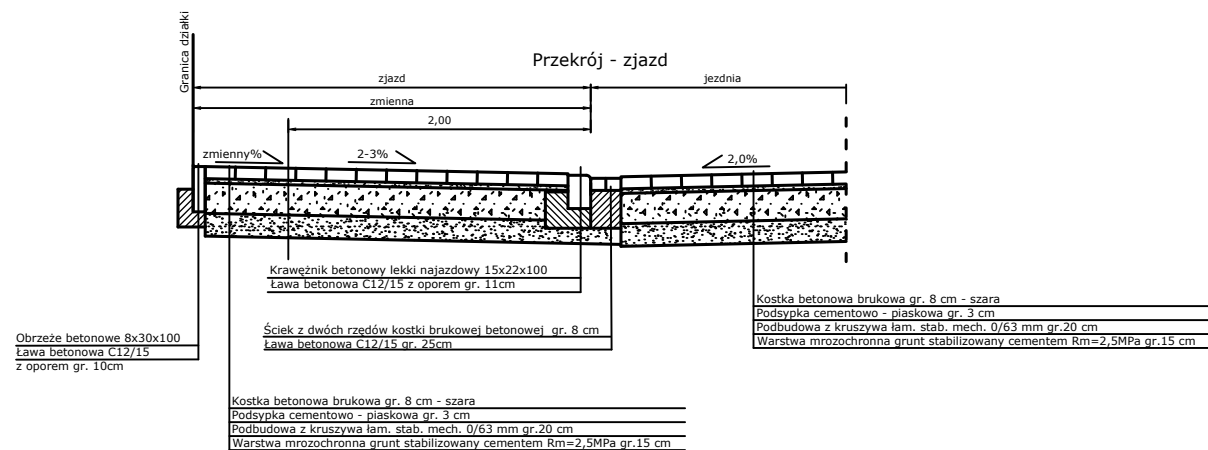 Granica działki
Przekrój - zjazd
zjazd
jezdnia
zmienna
2,00
zmienny%
2-3%
2,0%
Krawężnik betonowy lekki najazdowy 15x22x100
Ława betonowa C12/15 z oporem gr. 11cm
Ściek z dwóch rzędów kostki brukowej betonowej gr. 8 cm
Ława betonowa C12/15 gr. 25cm
Kostka betonowa brukowa gr. 8 cm - szara
Podsypka cementowo - piaskowa gr. 3 cm
Podbudowa z kruszywa łam. stab. mech. 0/63 mm gr.20 cm
Warstwa mrozochronna grunt stabilizowany cementem Rm=2,5MPa gr.15 cm
Obrzeże betonowe 8x30x100
Ława betonowa C12/15
z oporem gr. 10cm
Kostka betonowa brukowa gr. 8 cm - szara
Podsypka cementowo - piaskowa gr. 3 cm
Podbudowa z kruszywa łam. stab. mech. 0/63 mm gr.20 cm
Warstwa mrozochronna grunt stabilizowany cementem Rm=2,5MPa gr.15 cm